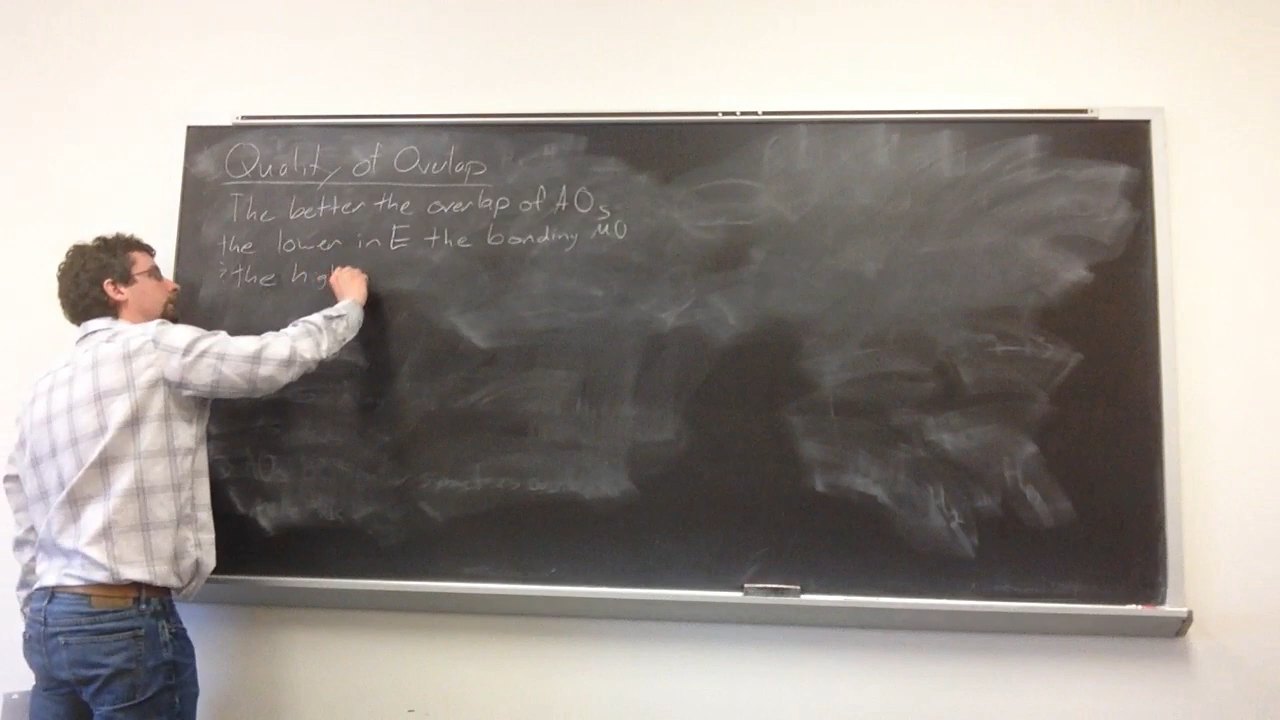 Quality of Overlap
The better the overlap of AOs
the lower in E the bonding MO
the hig